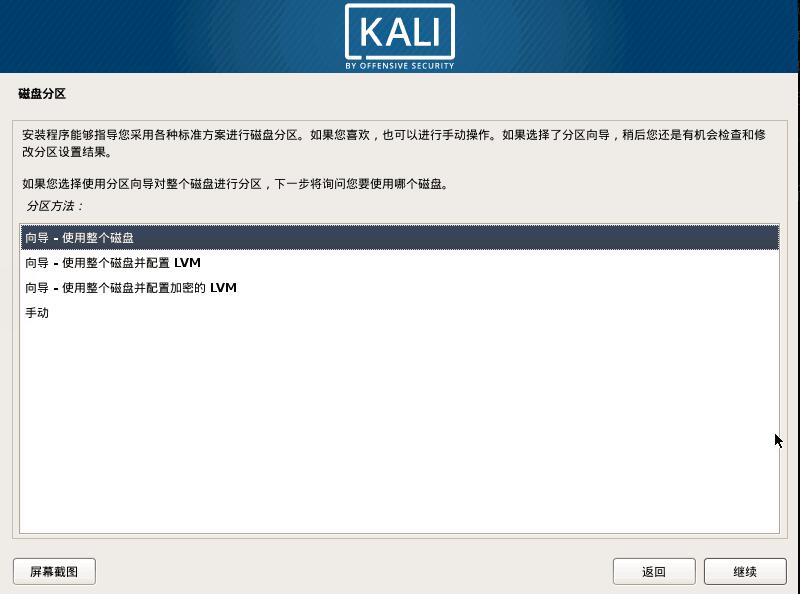 KALI
BY OFFENSIVE SECURITY
磁盘分区
安装程序能够指导您采用各种标准方案进行磁盘分区。如果您喜欢，也可以进行手动操作。如果选择了分区向导，稍后您还是有机会检查和修
改分区设置结果。
如果您选择使用分区向导对整个磁盘进行分区，下一步将询问您要使用哪个磁盘。
分区方法：
向导 - 使用整个磁盘
向导 - 使用整个磁盘并配置 LVM
向导 - 使用整个磁盘并配置加密的 LVM
手动
屏幕截图 返回 继续